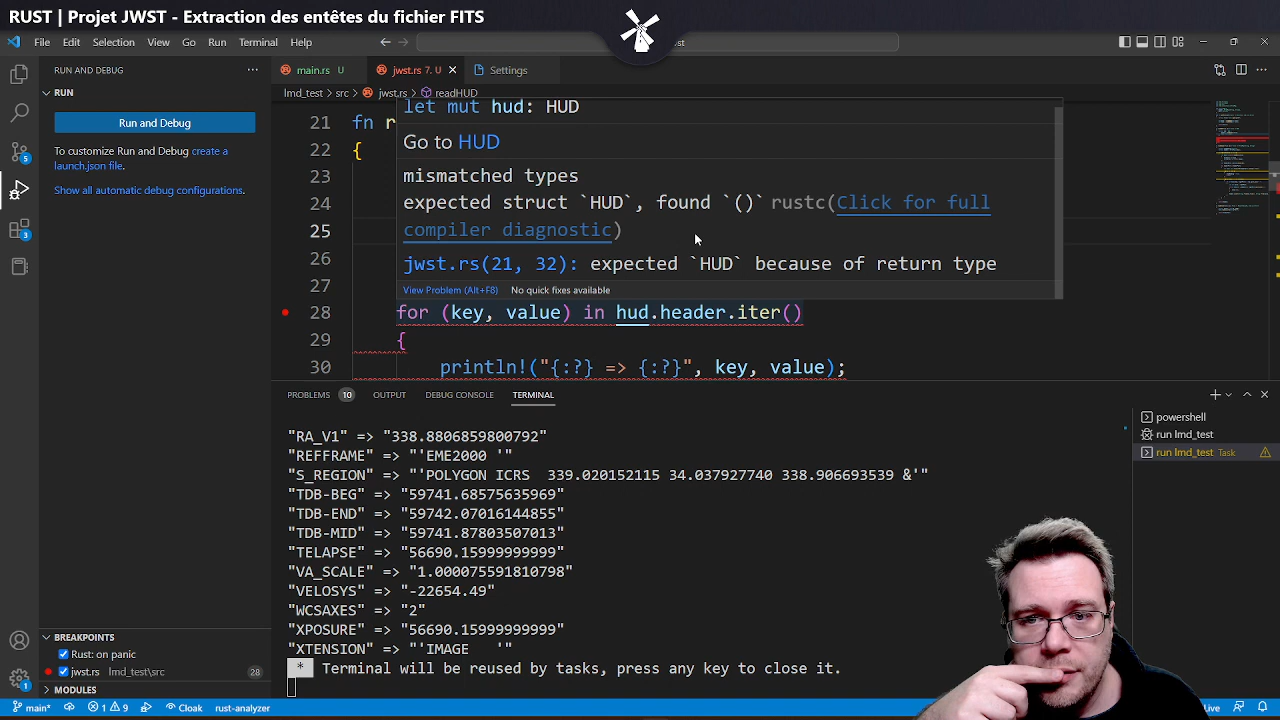 RUST | Projet JWST - Extraction des entêtes du fichier FITS
File Edit Selection View Go Run Terminal Help
RUN AND DEBUG
main.rs U
jwst.rs 7, U
Settings
RUN
lmd_test > src > jwst.rs > readHUD
Run and Debug
To customize Run and Debug create a
launch.json file.
Show all automatic debug configurations.
let mut hud: HUD
21 fn r
Go to HUD
22 {
23
mismatched types
24
expected struct `HUD`, found `()` rustc(Click for full
25
compiler diagnostic)
26
jwst.rs(21, 32): expected `HUD` because of return type
27
View Problem (Alt+F8) No quick fixes available
28 for (key, value) in hud.header.iter()
29 {
30 println!("{:?} => {:?}", key, value);
PROBLEMS 10 OUTPUT DEBUG CONSOLE TERMINAL
powershell
run lmd_test
run lmd_test Task
"RA_V1" => "338.8806859800792"
"REFFRAME" => "'EME2000 '"
"S_REGION" => "'POLYGON ICRS  339.020152115 34.037927740 338.906693539 &'"
"TDB-BEG" => "59741.68575635969"
"TDB-END" => "59742.07016144855"
"TDB-MID" => "59741.87803507013"
"TELAPSE" => "56690.15999999999"
"VA_SCALE" => "1.000075591810798"
"VELOSYS" => "-22654.49"
"WCSAXES" => "2"
"XPOSURE" => "56690.15999999999"
"XTENSION" => "'IMAGE   '"
* Terminal will be reused by tasks, press any key to close it.
BREAKPOINTS
Rust: on panic
jwst.rs lmd_test\src 28
MODULES
5
3
1
main* 1 9 Cloak rust-analyzer